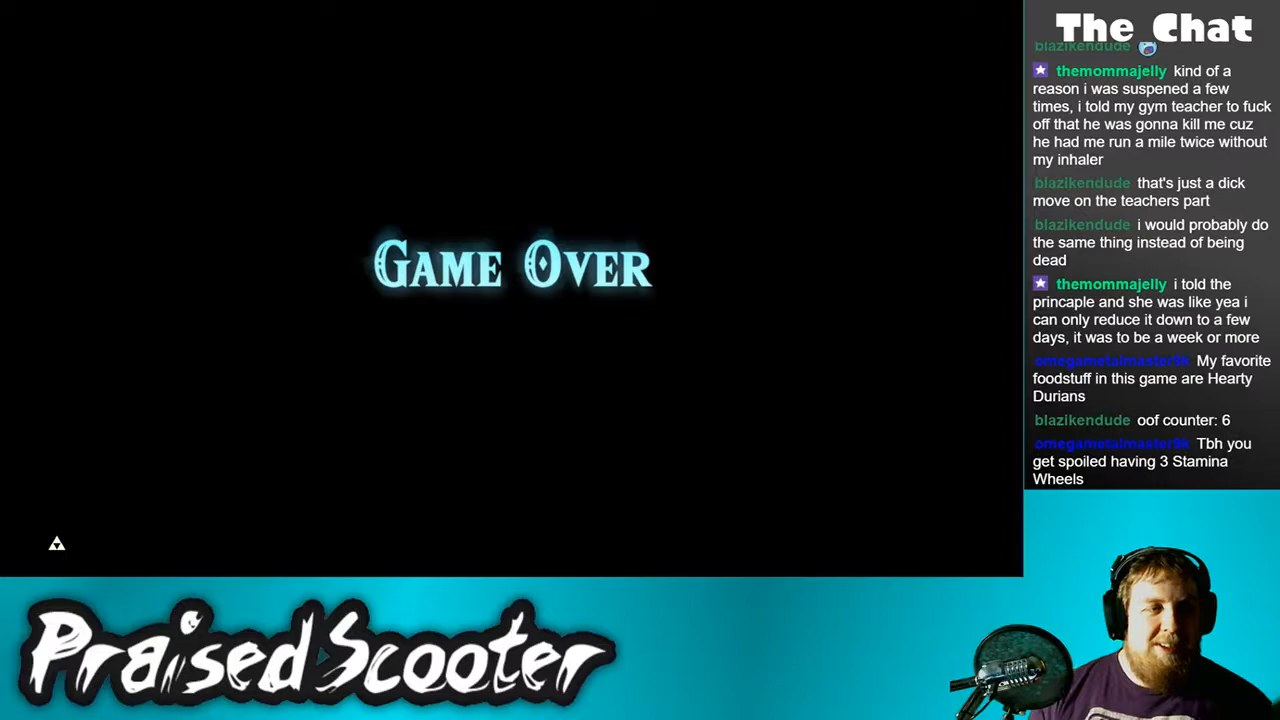 The Chat
blazikendude
themommajelly kind of a
reason i was suspened a few
times, i told my gym teacher to fuck
off that he was gonna kill me cuz
he had me run a mile twice without
my inhaler
blazikendude that's just a dick
move on the teachers part
blazikendude i would probably do
the same thing instead of being
dead
themommajelly i told the
princaple and she was like yea i
can only reduce it down to a few
days, it was to be a week or more
omegametalmaster9k My favorite
foodstuff in this game are Hearty
Durians
blazikendude oof counter: 6
omegametalmaster9k Tbh you
get spoiled having 3 Stamina
Wheels
Game Over
PraisedScooter